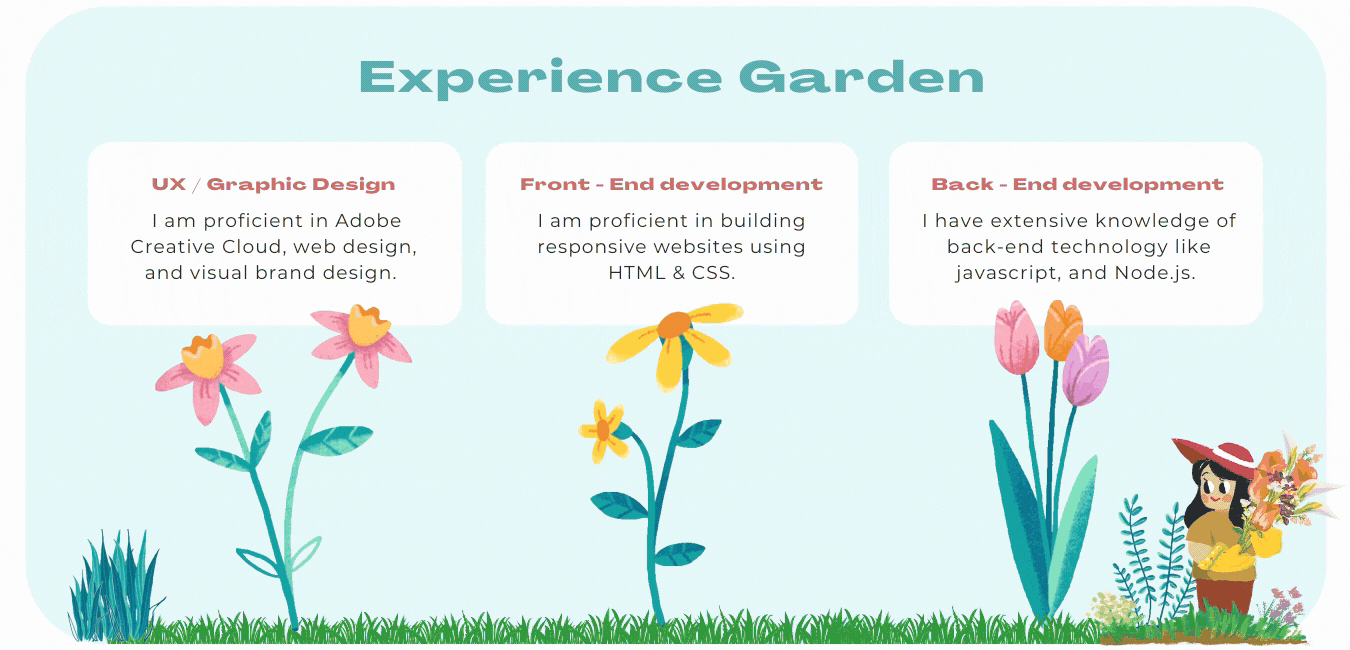 Experience Garden
UX / Graphic Design
I am proficient in Adobe
Creative Cloud, web design,
and visual brand design.
Front - End development
I am proficient in building
responsive websites using
HTML & CSS.
Back - End development
I have extensive knowledge of
back-end technology like
javascript, and Node.js.